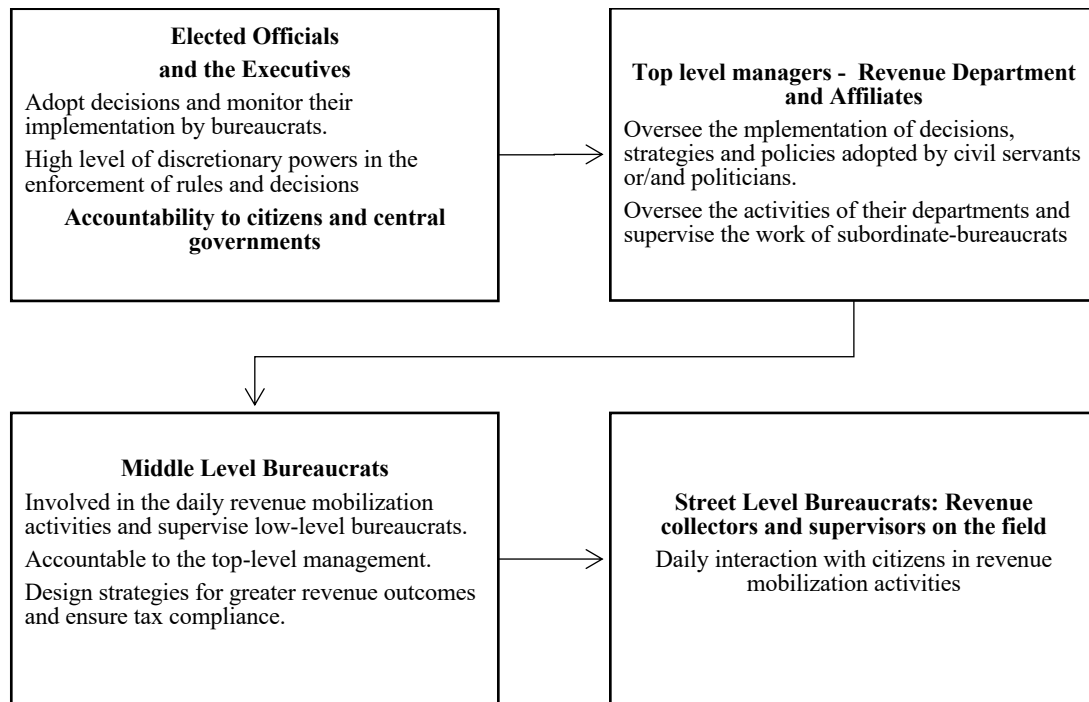 Elected Officials
and the Executives
Adopt decisions and monitor their
implementation by bureaucrats.
High level of discretionary powers in the
enforcement of rules and decisions
Accountability to citizens and central
governments
Top level managers - Revenue Department
and Affiliates
Oversee the mplementation of decisions,
strategies and policies adopted by civil servants
or/and politicians.
Oversee the activities of their departments and
supervise the work of subordinate-bureaucrats
Middle Level Bureaucrats
Involved in the daily revenue mobilization
activities and supervise low-level bureaucrats.
Accountable to the top-level management.
Design strategies for greater revenue outcomes
and ensure tax compliance.
Street Level Bureaucrats: Revenue
collectors and supervisors on the field
Daily interaction with citizens in revenue
mobilization activities